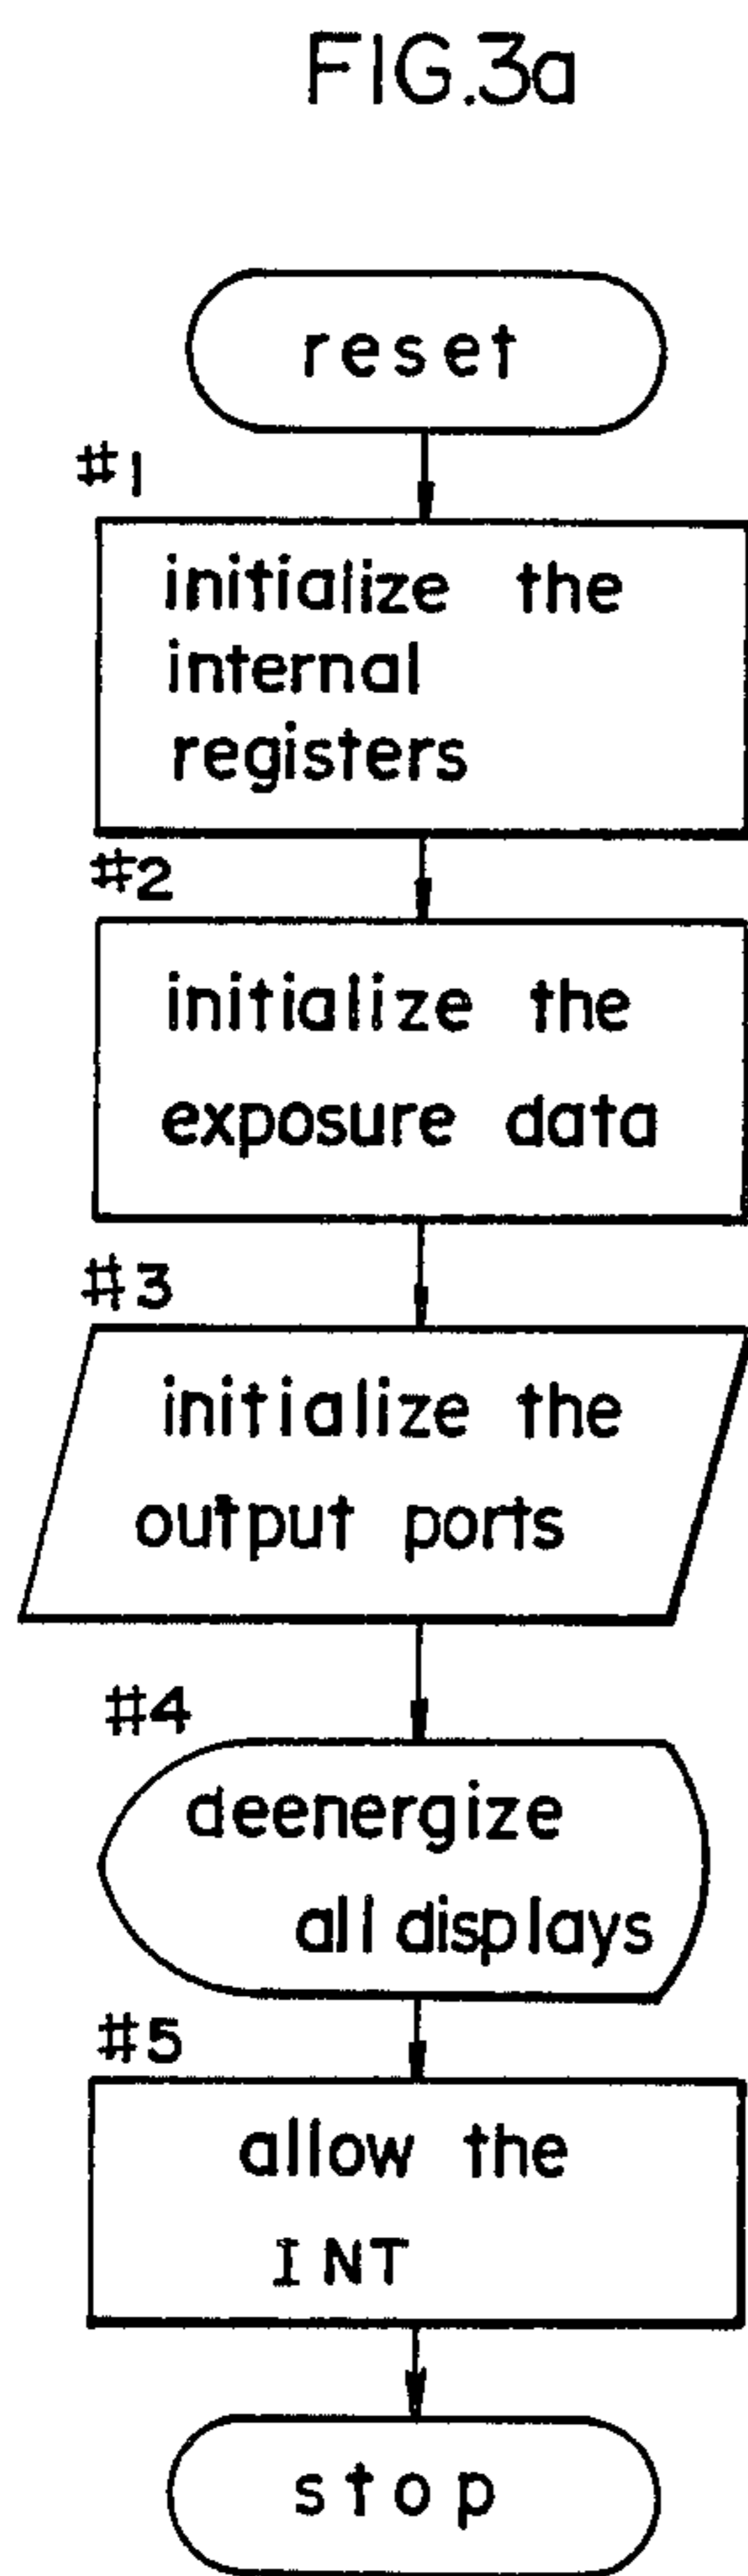 FIG.3a
reset
#1
initialize the
internal
registers
#2
initialize the
exposure data
#3
initialize the
output ports
#4
deenergize
all displays
#5
allow the
INT
stop